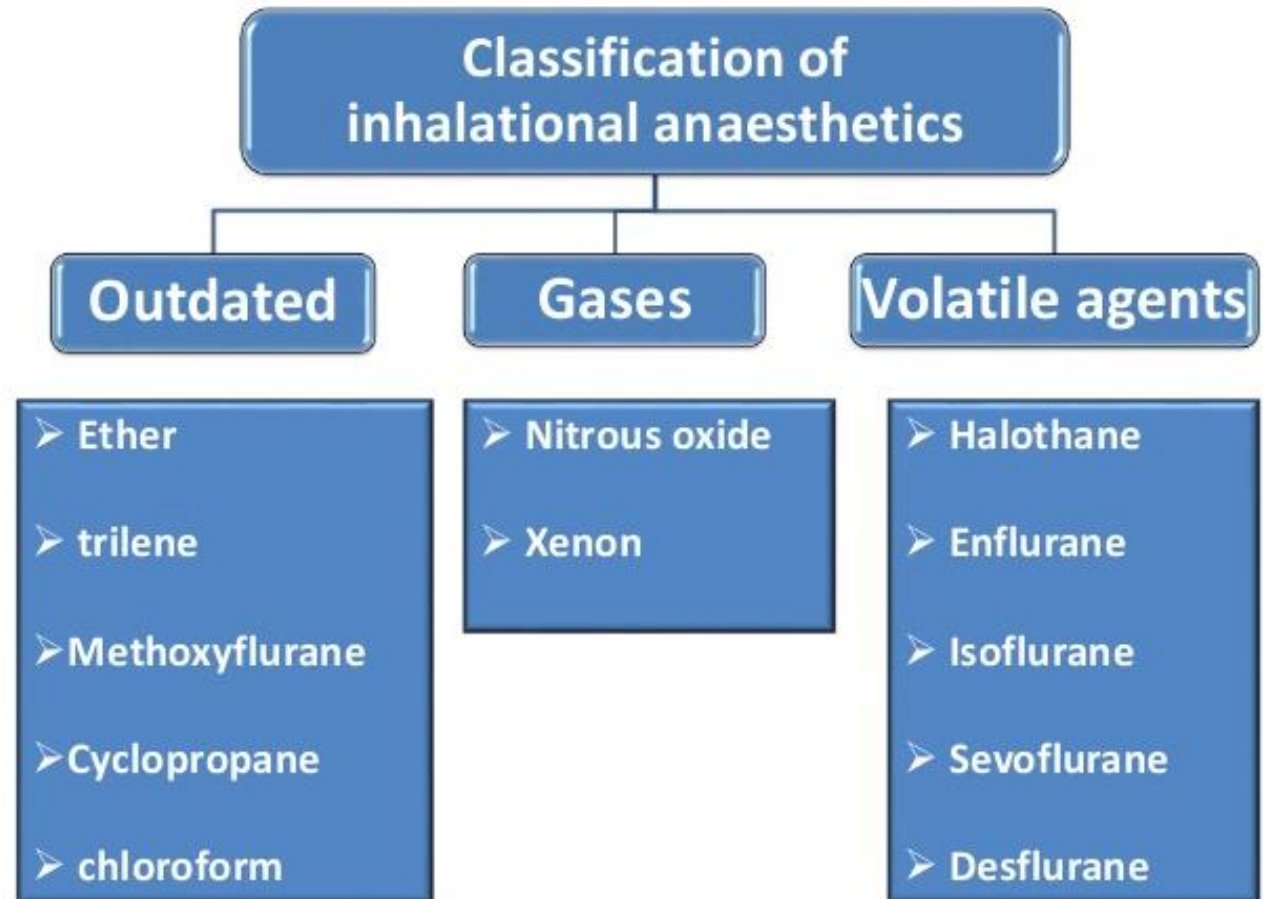 Classification of
inhalational anaesthetics
Outdated
Gases
Volatile agents
➢ Ether
➢ trilene
➢Methoxyflurane
➢Cyclopropane
➢ chloroform
➢ Nitrous oxide
➢ Xenon
➢ Halothane
➢ Enflurane
➢ Isoflurane
➢ Sevoflurane
➢ Desflurane